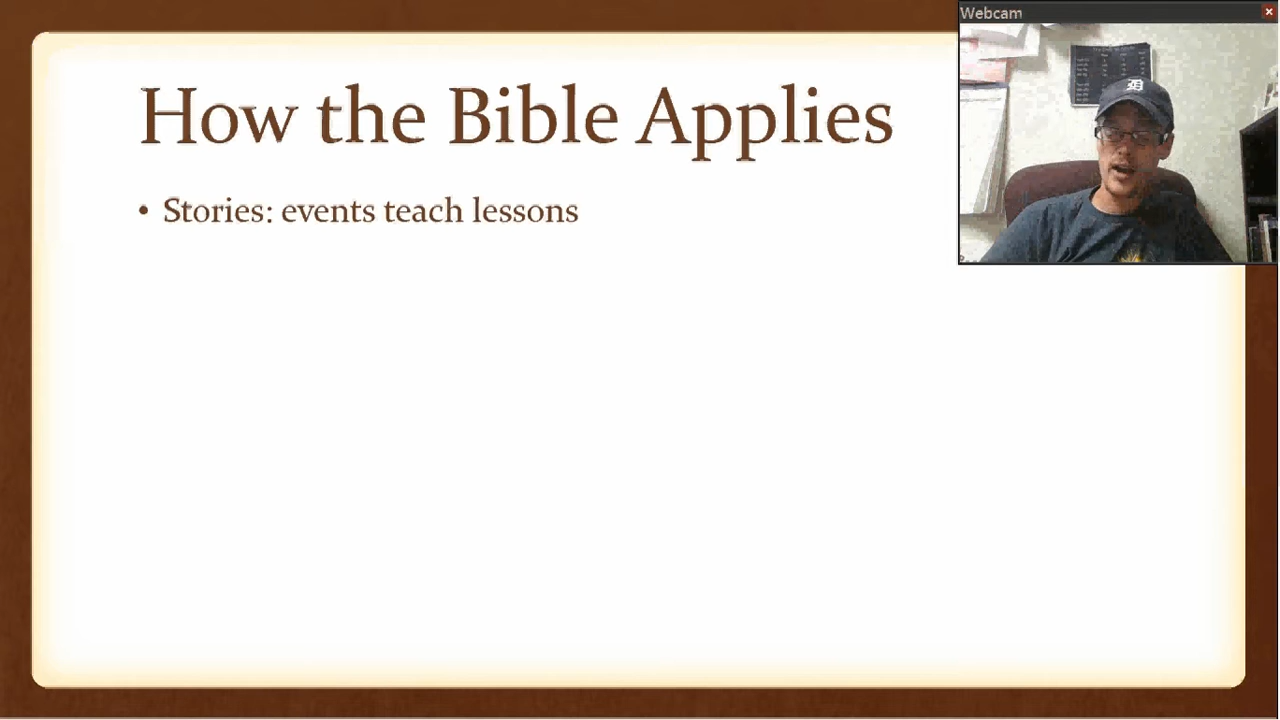 Webcam
How the Bible Applies
• Stories: events teach lessons